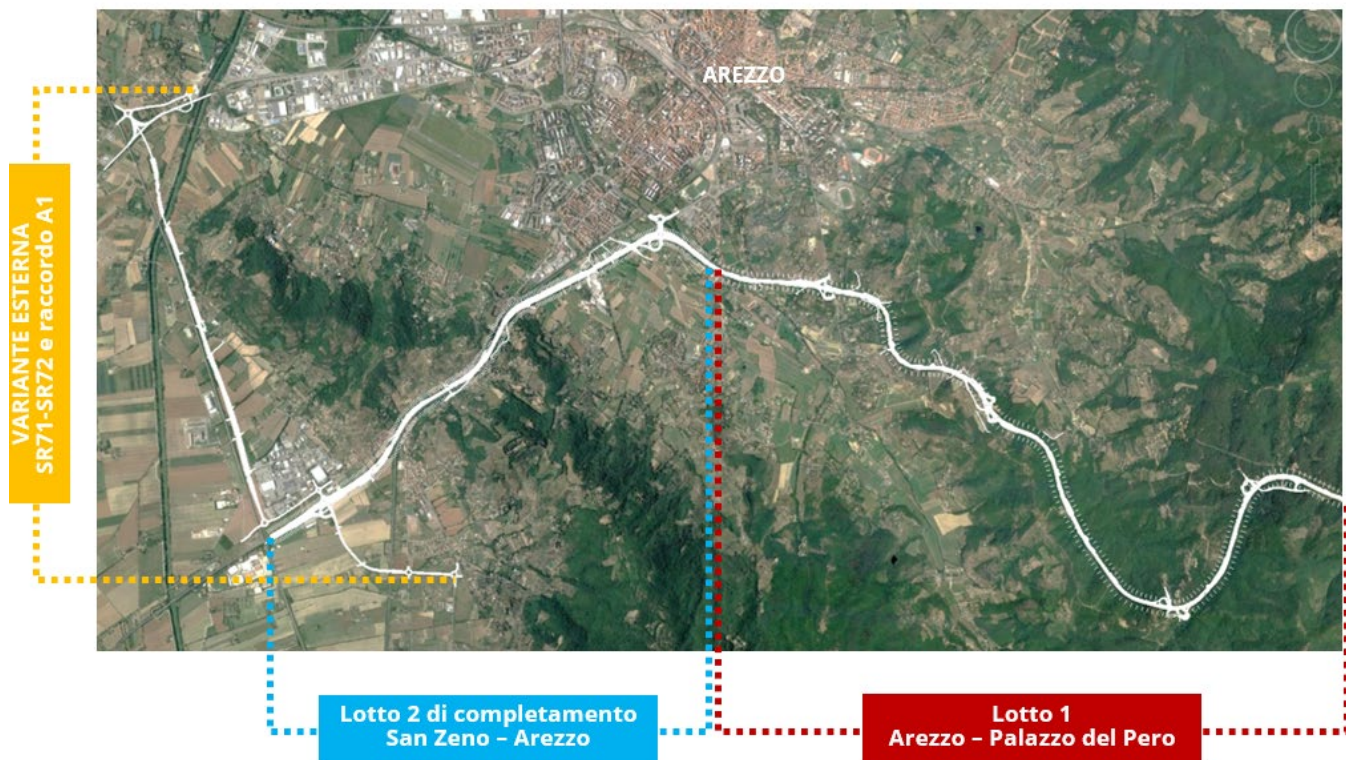 AREZZO
VARIANTE ESTERNA
SR71-SR72 e raccordo A1
Lotto 2 di completamento
San Zeno – Arezzo
Lotto 1
Arezzo – Palazzo del Pero